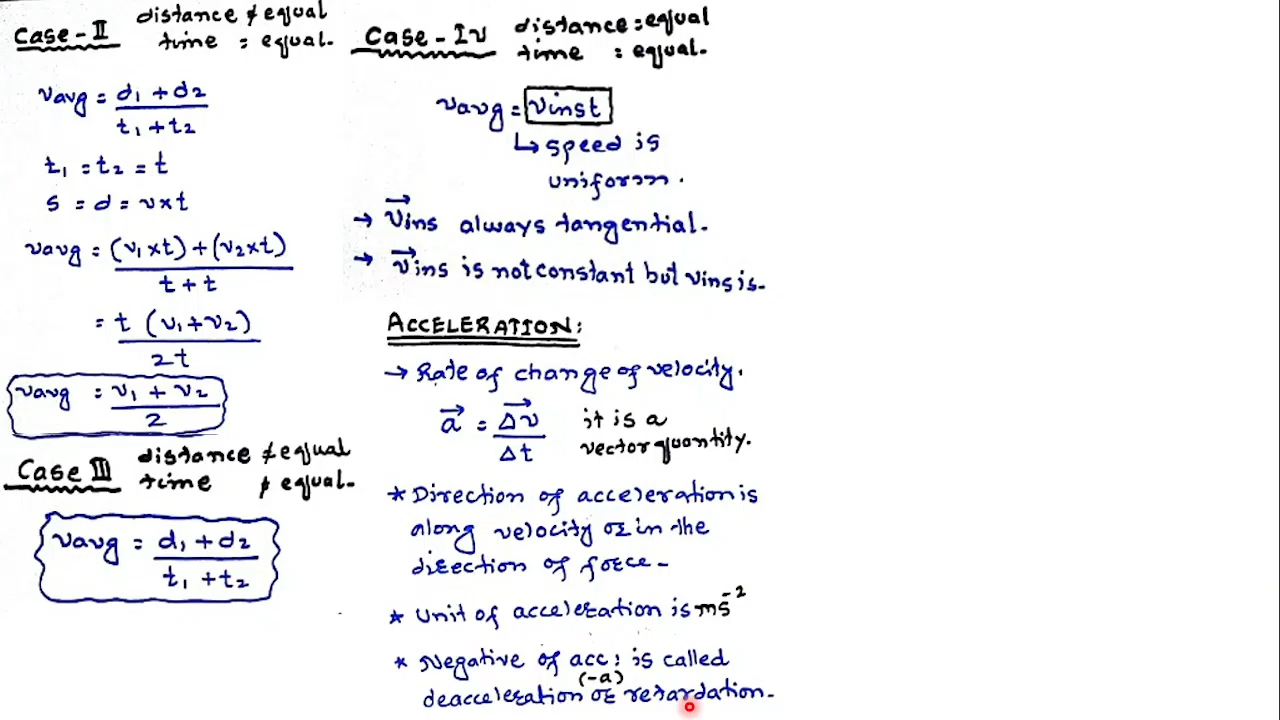 Case-II distance ≠ equal
time = equal.
vavg = d1 + d2
t1 + t2
t1 = t2 = t
s = d = v×t
vavg = (v1×t)+(v2×t)
t + t
= t (v1+v2)
2t
vavg = v1 + v2
2
Case III distance ≠ equal
time ≠ equal.
vavg = d1 + d2
t1 + t2
Case - IV distance = equal
time = equal.
vavg = vinst
↳ speed is
uniform.
→ v⃗ins always tangential.
→ v⃗ins is not constant but vins is.
ACCELERATION:
→ Rate of change of velocity.
a⃗ = Δv⃗ it is a
Δt vector quantity.
* Direction of acceleration is
along velocity or in the
direction of force.
* Unit of acceleration is ms⁻²
* Negative of acc: is called
(-a)
deacceleration or retardation.